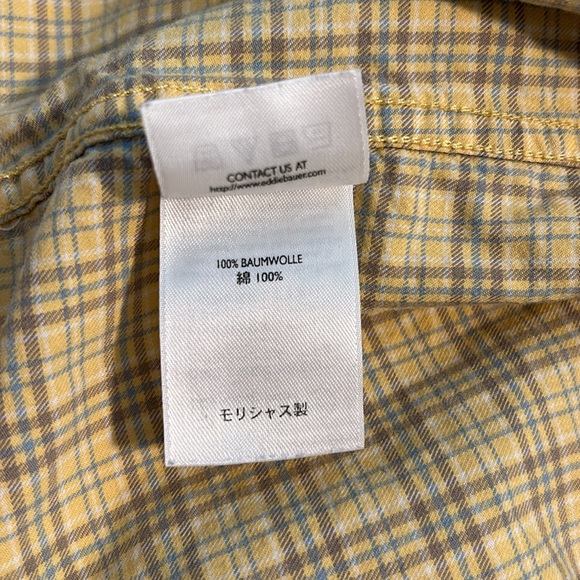 CONTACT US AT
http://www.eddiebauer.com
100% BAUMWOLLE
綿 100%
モリシャス製